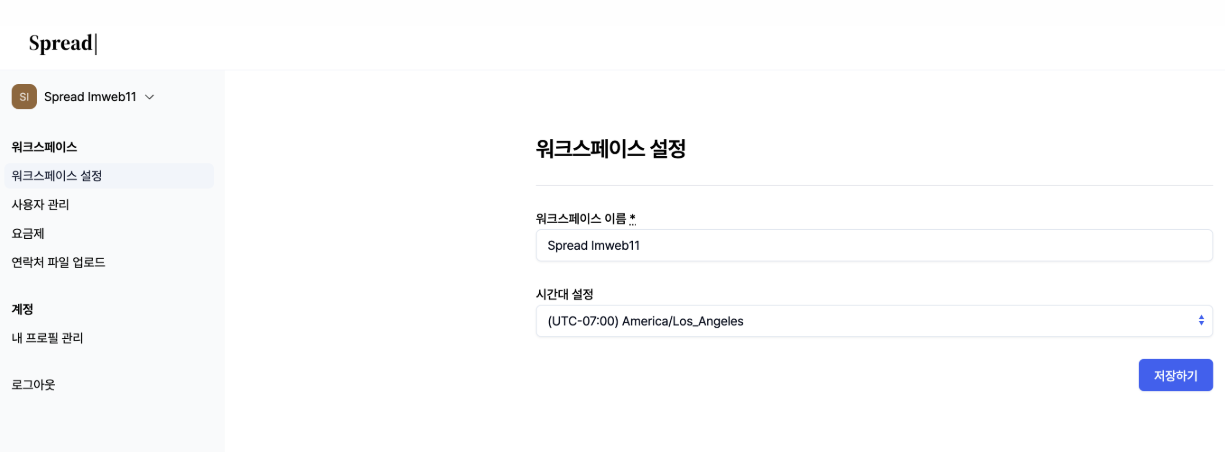 Spread|
SI
Spread Imweb11
워크스페이스
워크스페이스 설정
사용자 관리
요금제
연락처 파일 업로드
계정
내 프로필 관리
로그아웃
워크스페이스 설정
워크스페이스 이름 *
Spread Imweb11
시간대 설정
(UTC-07:00) America/Los_Angeles
저장하기